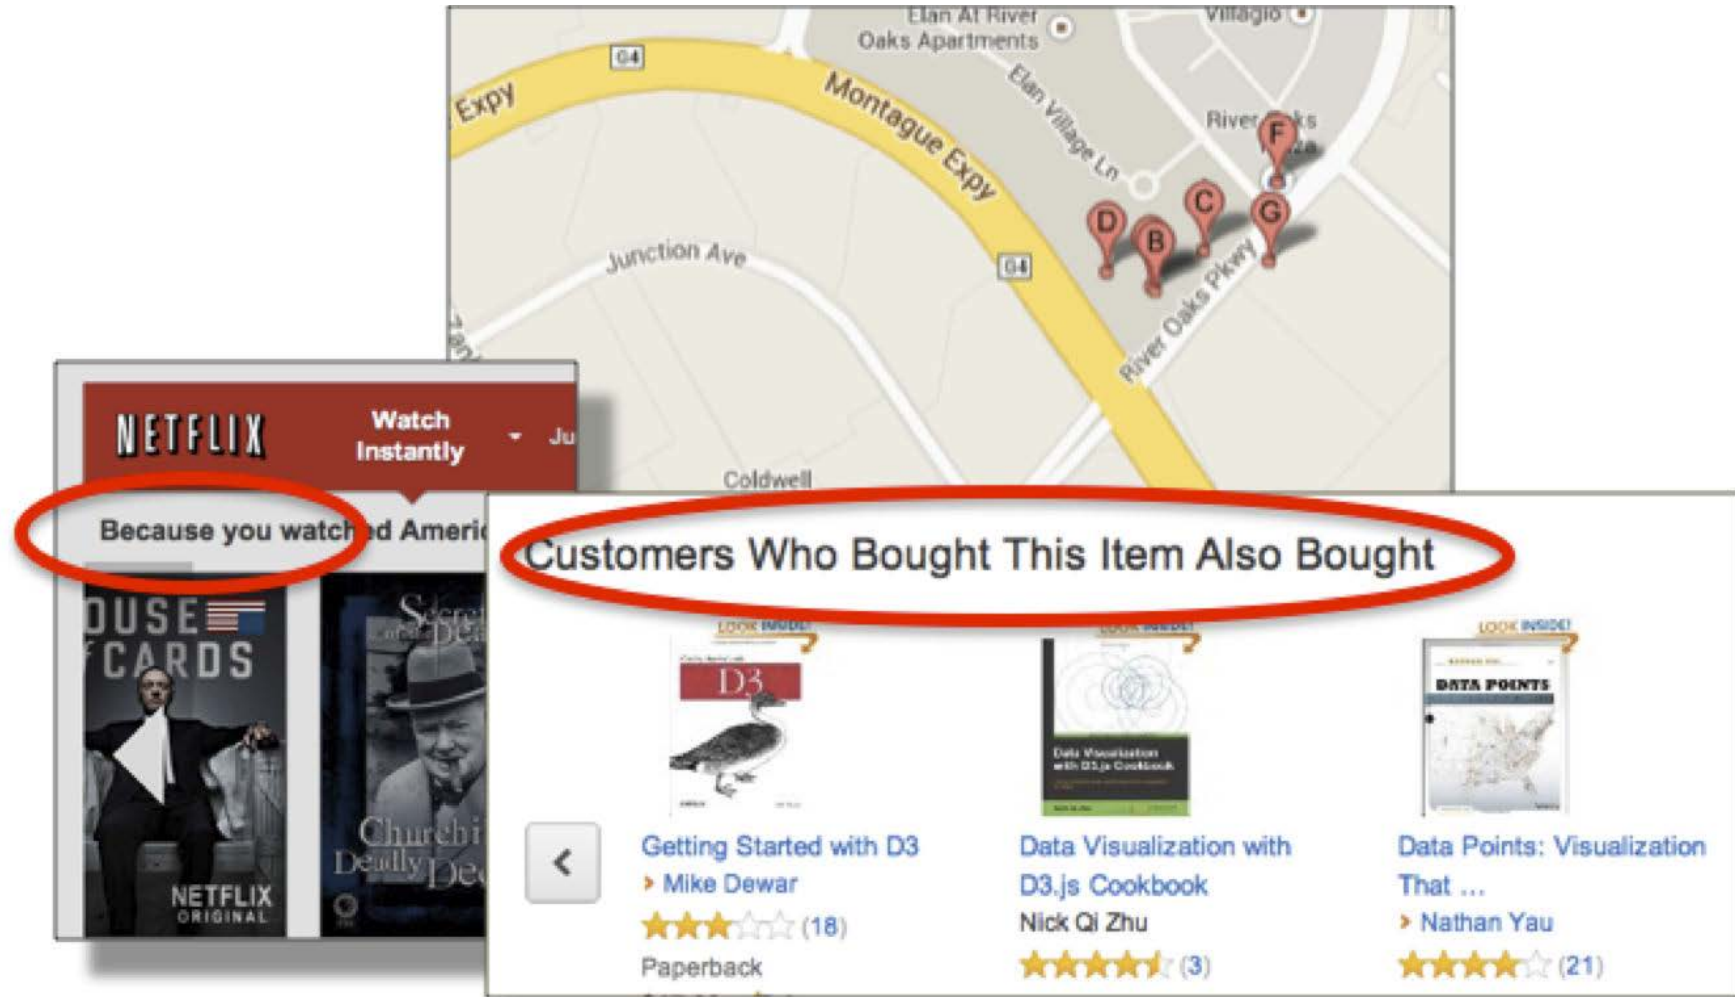 Elan At River
Oaks Apartments
Villagio
G4
Expy
Montague Expy
Elan Village Ln
River
F
D
C
B
G
Junction Ave
G4
River Oaks Pkwy
Coldwell
NETFLIX
Watch
Instantly
Ju
Because you watched Americ
OUSE
CARDS
NETFLIX
ORIGINAL
Secret
Churchi
Deadly Dec
Customers Who Bought This Item Also Bought
LOOK INSIDE!
LOOK INSIDE!
LOOK INSIDE!
D3
Data Visualization
with D3.js Cookbook
DATA POINTS
Getting Started with D3
Mike Dewar
(18)
Paperback
Data Visualization with
D3.js Cookbook
Nick Qi Zhu
(3)
Data Points: Visualization
That ...
Nathan Yau
(21)